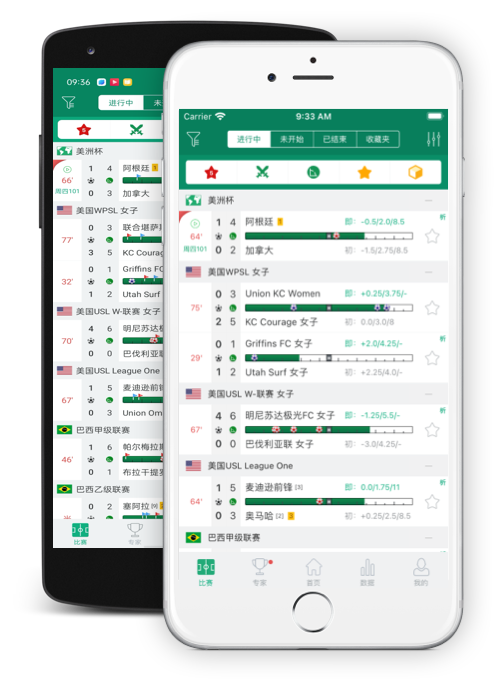 09:36
进行中
美洲杯
66'
周四101
1 4 阿根廷 1
0 3 加拿大
美国WPSL 女子
77'
0 3 联合堪萨斯
3 5 KC Courag
32'
0 1 Griffins FC
1 2 Utah Surf
美国USL W-联赛 女子
70'
4 6 明尼苏达极
0 0 巴伐利亚联
美国USL League One
67'
1 5 麦迪逊前锋
0 3 Union Om
巴西甲级联赛
46'
1 6 帕尔梅拉斯
0 1 布拉干提
巴西乙级联赛
0 2 塞阿拉 [9]
比赛
专家
Carrier
9:33 AM
进行中 未开始 已结束 收藏夹
美洲杯
64'
周四101
1 4 阿根廷 1 即: -0.5/2.0/8.5 析
0 2 加拿大 初: -1.5/2.75/8.5
美国WPSL 女子
75'
0 3 Union KC Women 即: +0.25/3.75/-
2 5 KC Courage 女子 初: 0.0/3.0/8
29'
0 1 Griffins FC 女子 即: +2.0/4.25/- 析
1 2 Utah Surf 女子 初: +2.25/4.0/-
美国USL W-联赛 女子
67'
4 6 明尼苏达极光FC 女子 即: -1.25/5.5/- 析
0 0 巴伐利亚联 女子 初: -3.0/4.25/-
美国USL League One
64'
1 5 麦迪逊前锋 [3] 即: 0.0/1.75/11 析
0 3 奥马哈 [2] 3 初: +0.25/2.5/8.5
巴西甲级联赛
比赛 专家 首页 数据 我的